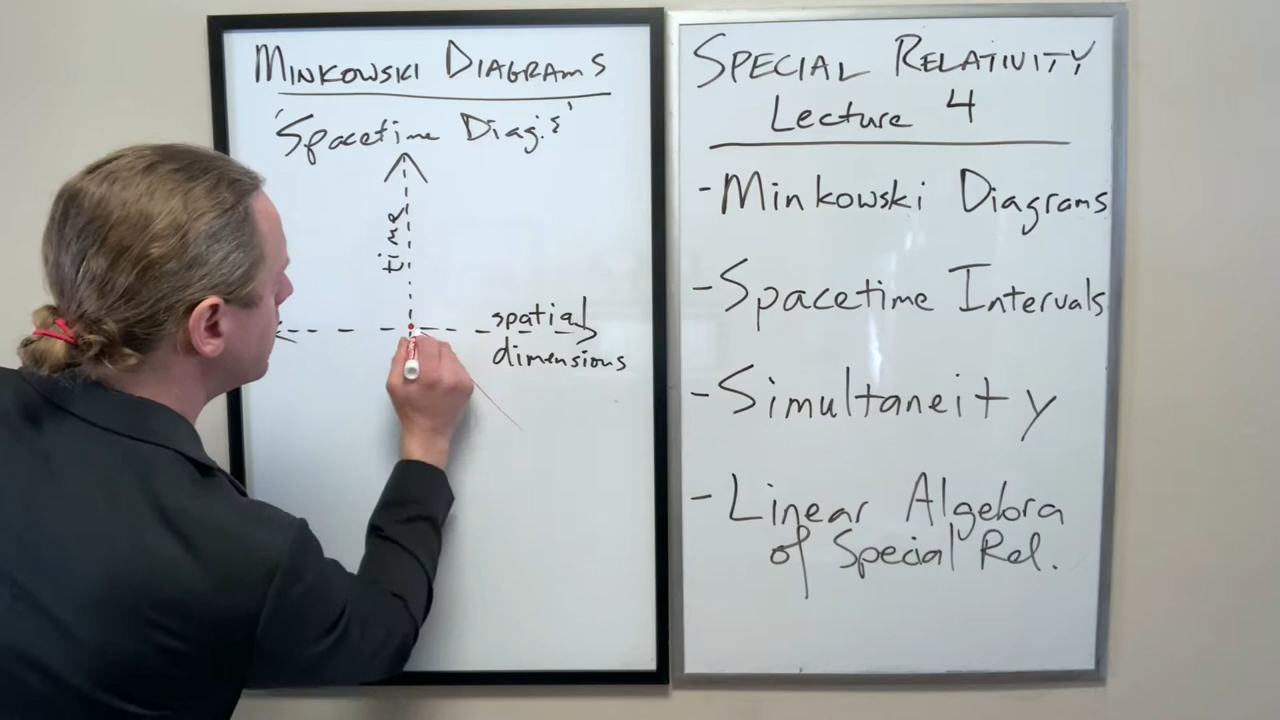 MINKOWSKI DIAGRAMS
'Spacetime Diag.s'
time
spatial
dimensions
SPECIAL RELATIVITY
Lecture 4
- Minkowski Diagrams
- Spacetime Intervals
- Simultaneity
- Linear Algebra
of Special Rel.